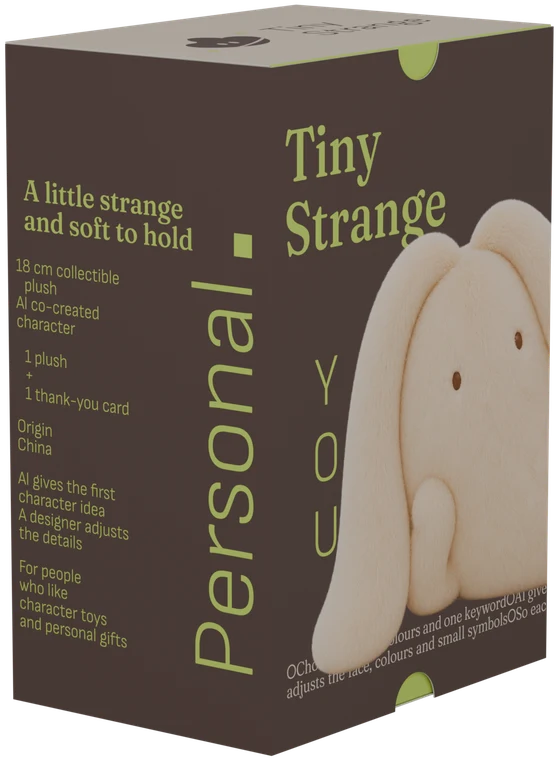 Tiny
Strange
Tiny
Strange
Y
O
U
OCho
lours and one keywordOAI give
adjusts the face, colours and small symbolsOSo eac
A little strange
and soft to hold
18 cm collectible
plush
AI co-created
character
1 plush
+
1 thank-you card
Origin
China
AI gives the first
character idea
A designer adjusts
the details
For people
who like
character toys
and personal gifts
Personal.